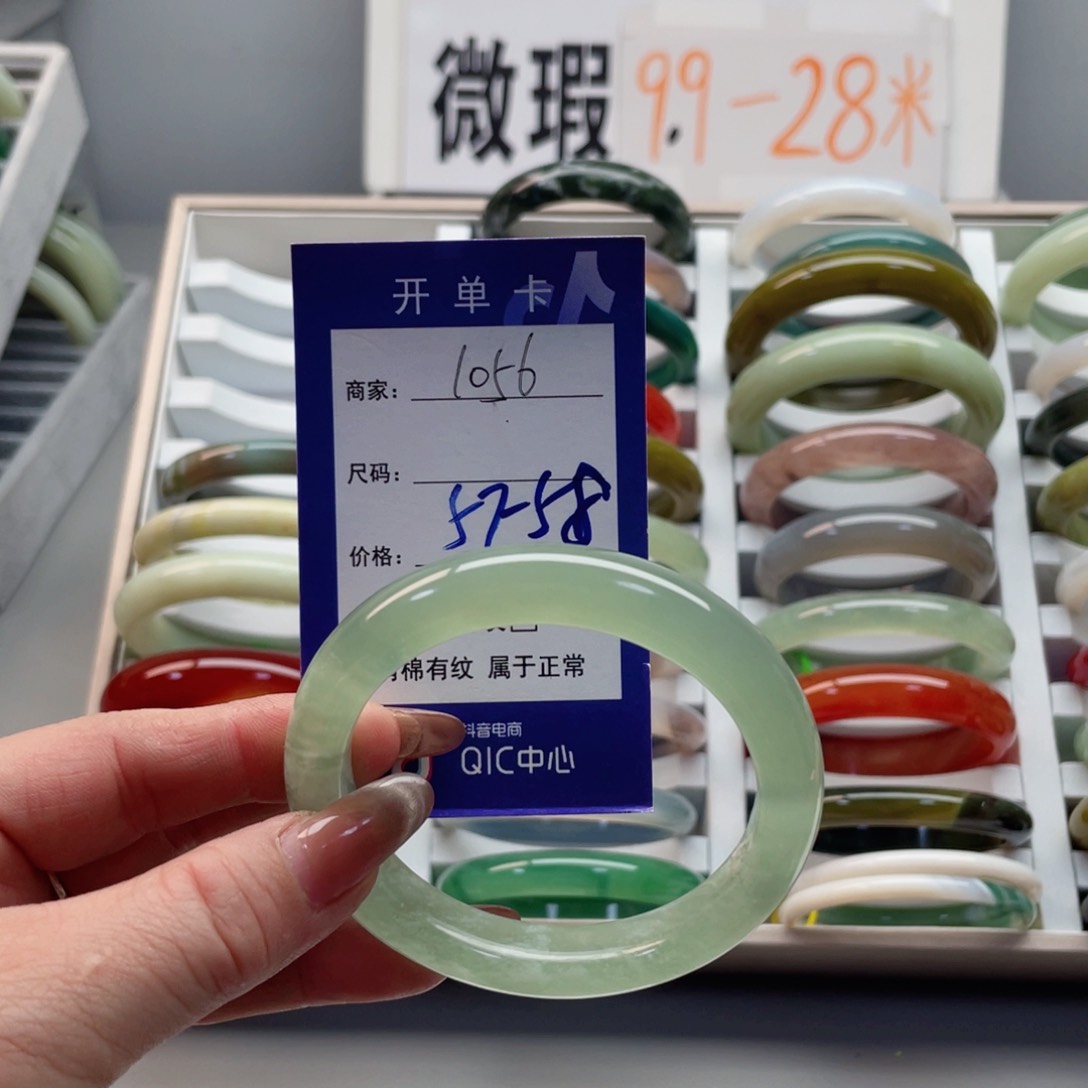 微瑕 9.9-28米
开单卡
商家: 1056
尺码:
57-58
价格:
棉有纹 属于正常
抖音电商
QIC中心